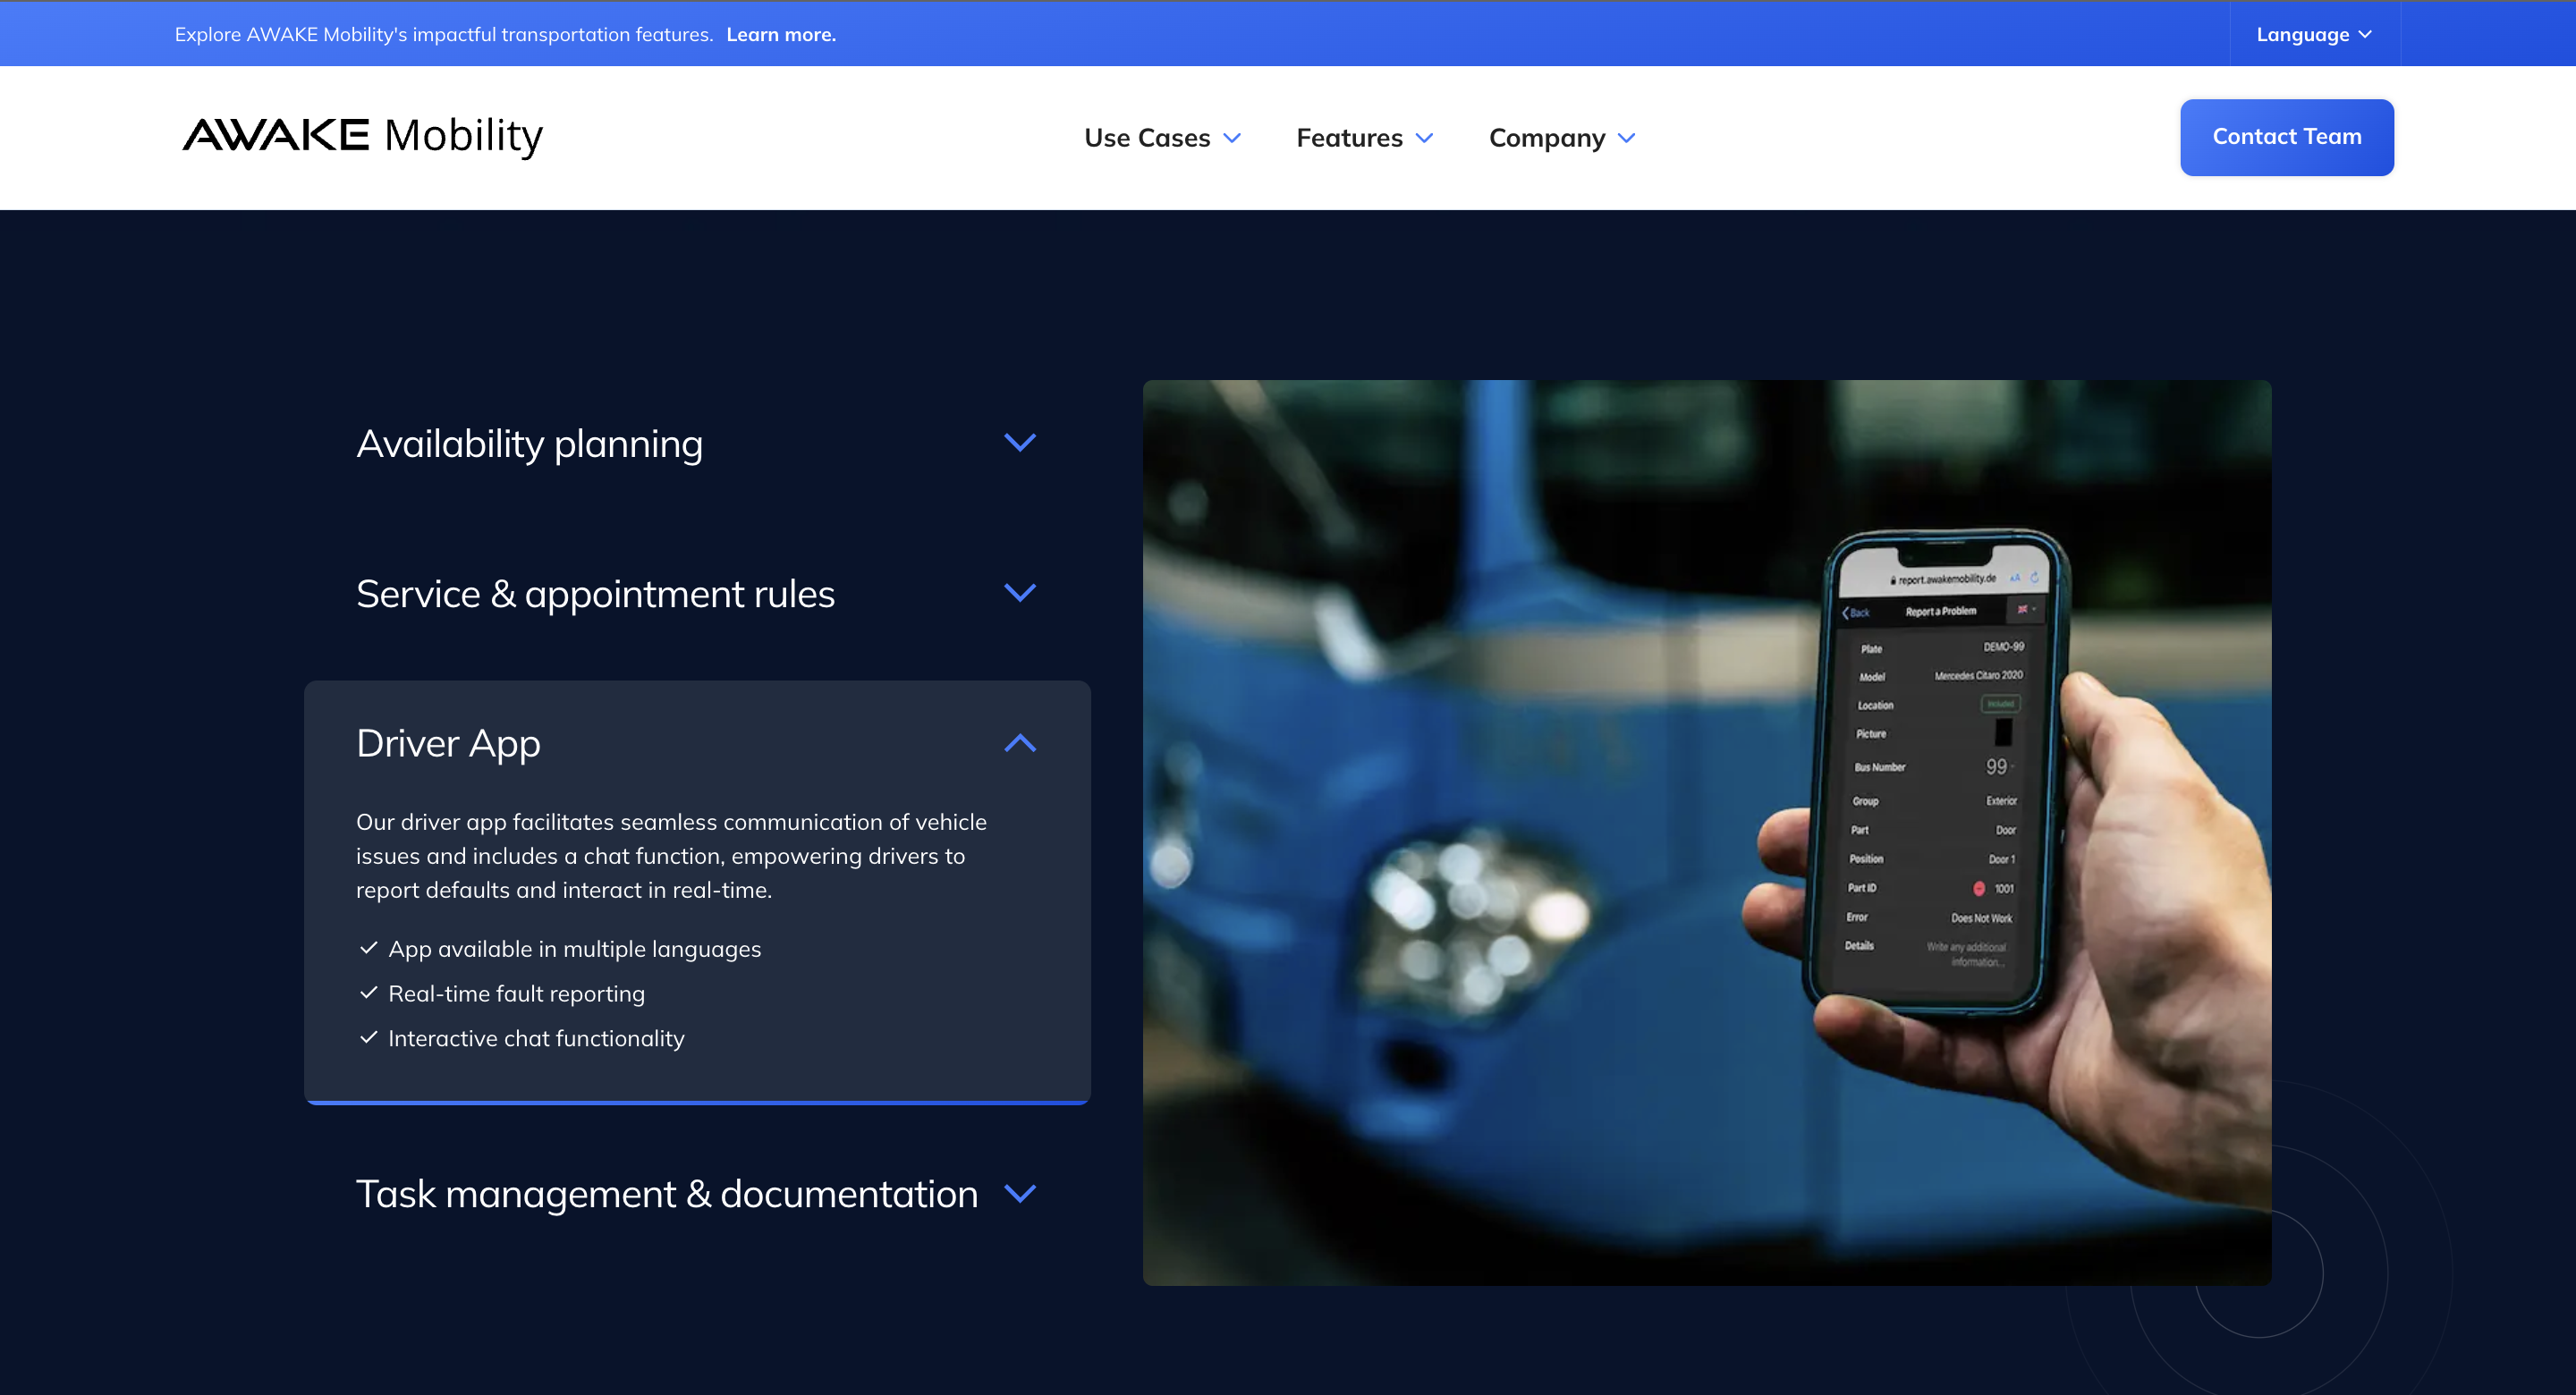 Explore AWAKE Mobility's impactful transportation features. Learn more.
Language
AWAKE Mobility
Use Cases
Features
Company
Contact Team
Availability planning
Service & appointment rules
Driver App
Our driver app facilitates seamless communication of vehicle
issues and includes a chat function, empowering drivers to
report defaults and interact in real-time.
App available in multiple languages
Real-time fault reporting
Interactive chat functionality
Task management & documentation
report.awakemobility.de AA
Back Report a Problem
Plate DEMO-99
Model Mercedes Citaro 2020
Location Included
Picture
Bus Number 99
Group Exterior
Part Door
Position Door 1
Part ID 1001
Error Does Not Work
Details Write any additional
information...